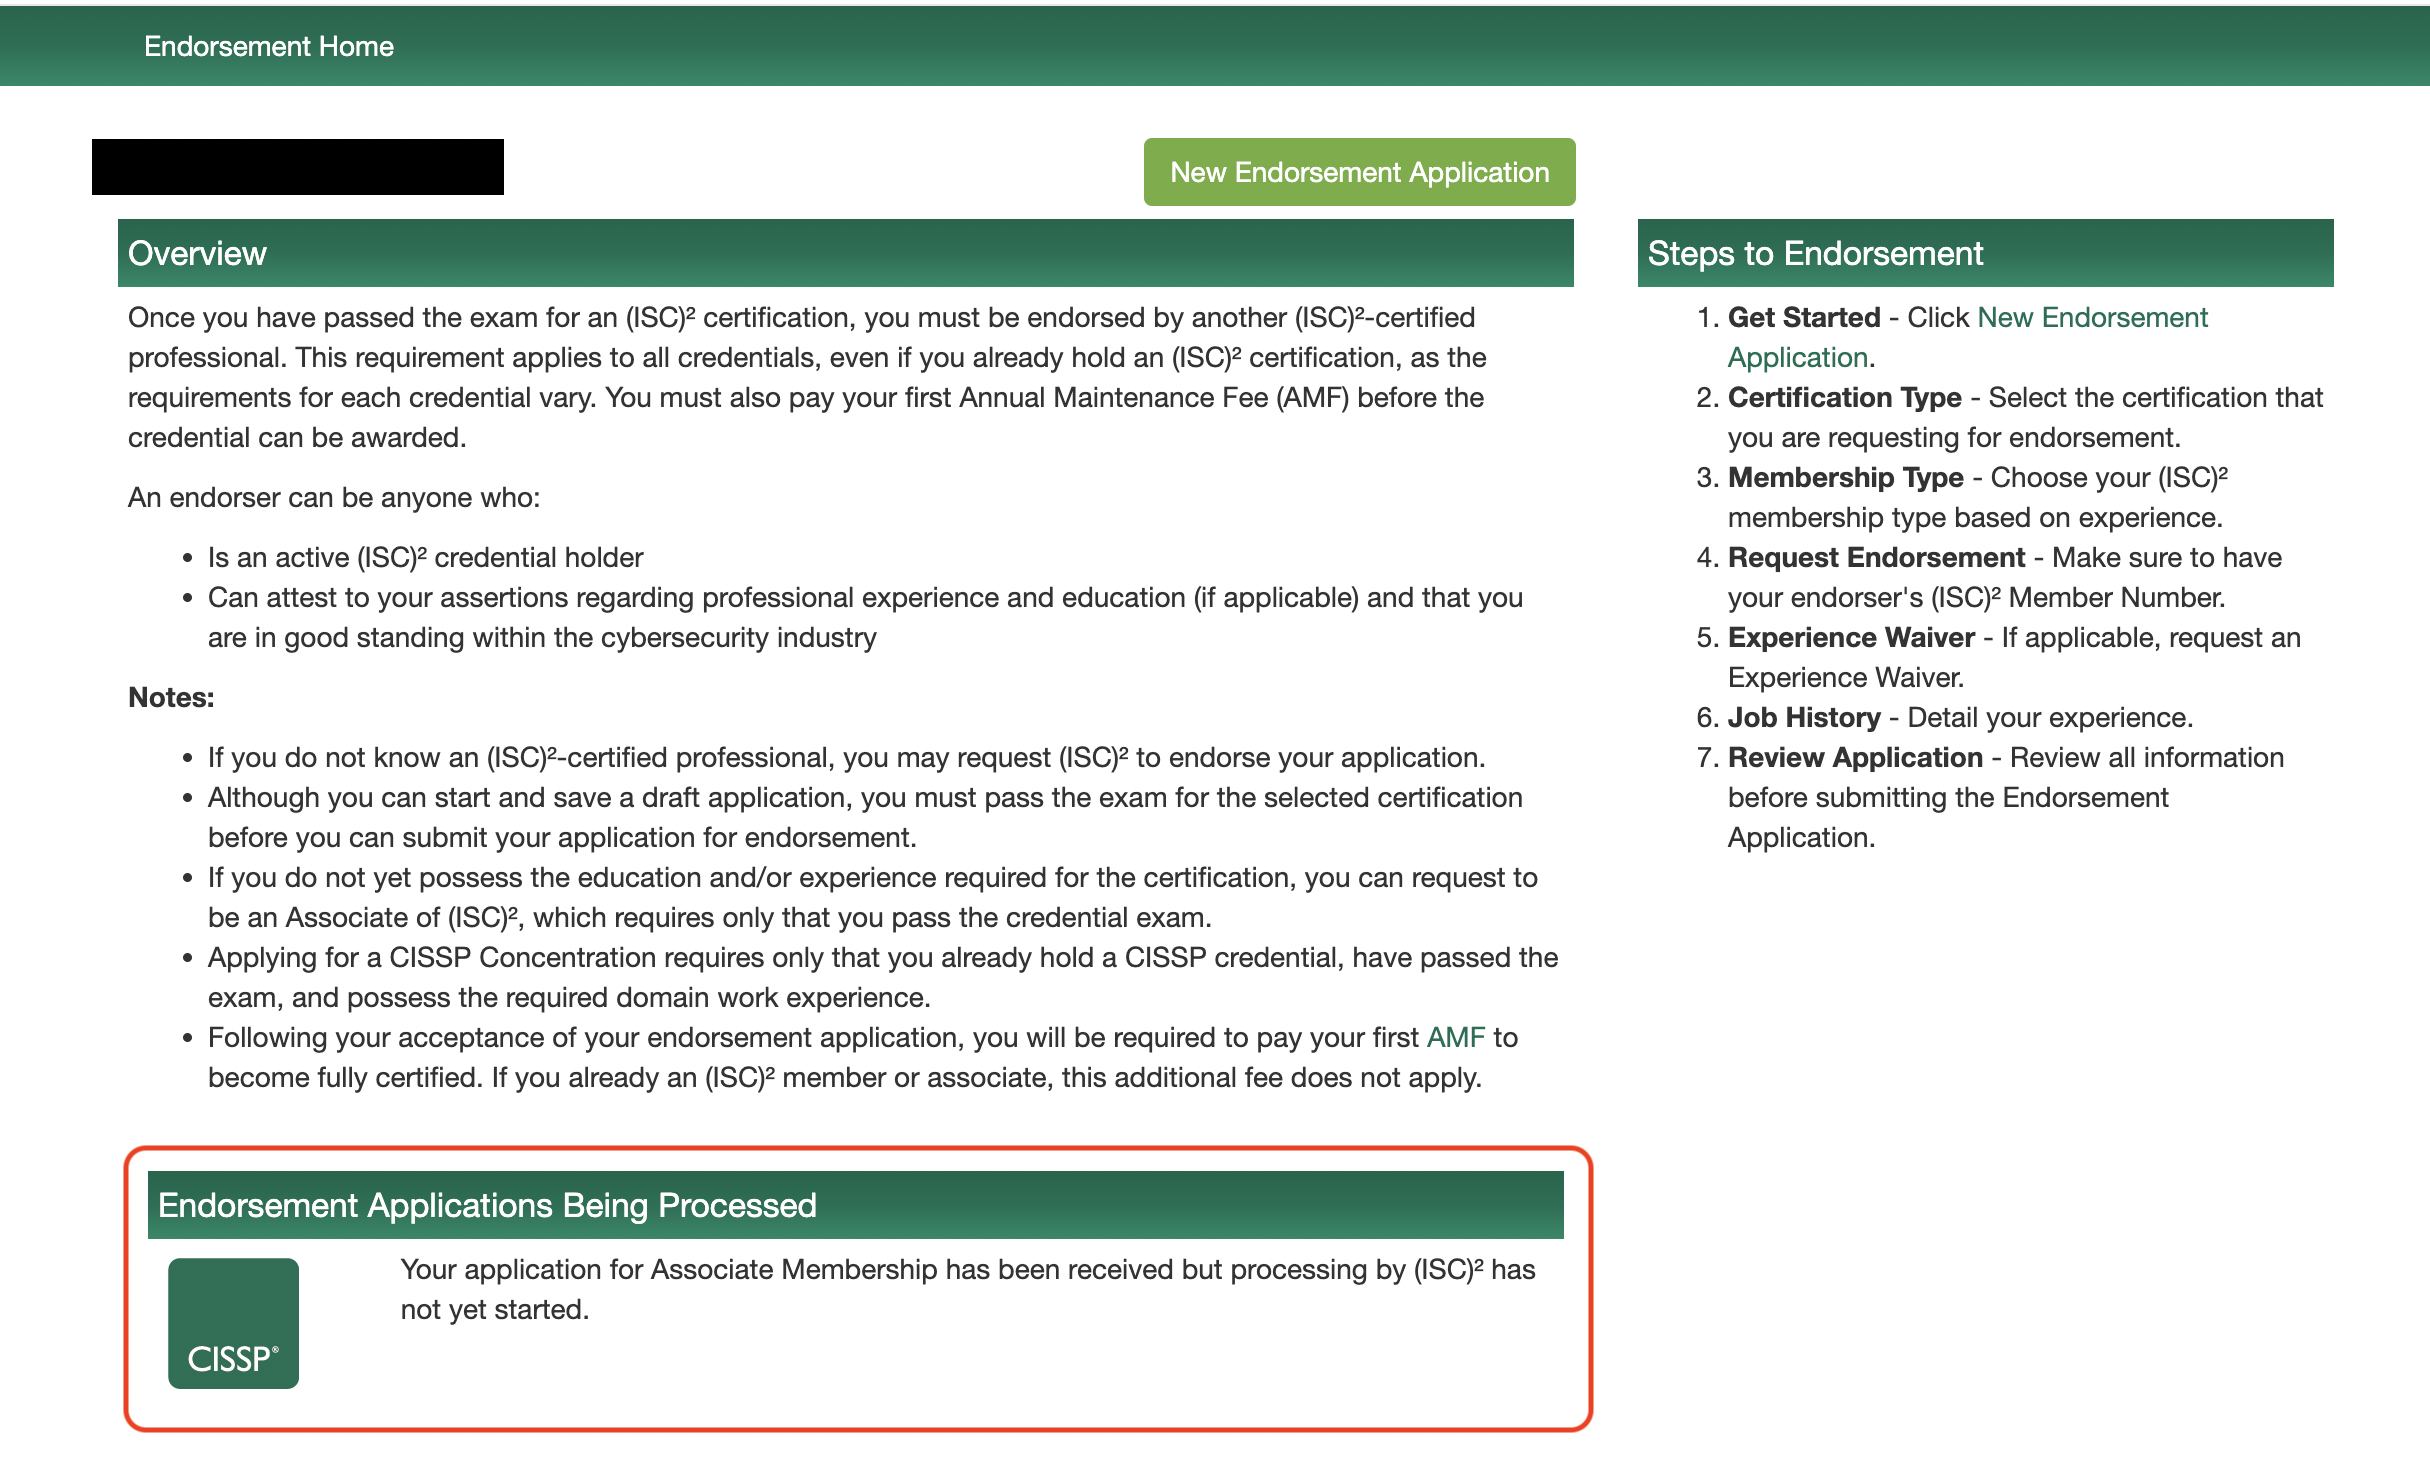 Endorsement Home
New Endorsement Application
Overview
Once you have passed the exam for an (ISC)² certification, you must be endorsed by another (ISC)²-certified
professional. This requirement applies to all credentials, even if you already hold an (ISC)² certification, as the
requirements for each credential vary. You must also pay your first Annual Maintenance Fee (AMF) before the
credential can be awarded.
An endorser can be anyone who:
• Is an active (ISC)² credential holder
• Can attest to your assertions regarding professional experience and education (if applicable) and that you
are in good standing within the cybersecurity industry
Notes:
• If you do not know an (ISC)²-certified professional, you may request (ISC)² to endorse your application.
• Although you can start and save a draft application, you must pass the exam for the selected certification
before you can submit your application for endorsement.
• If you do not yet possess the education and/or experience required for the certification, you can request to
be an Associate of (ISC)², which requires only that you pass the credential exam.
• Applying for a CISSP Concentration requires only that you already hold a CISSP credential, have passed the
exam, and possess the required domain work experience.
• Following your acceptance of your endorsement application, you will be required to pay your first AMF to
become fully certified. If you already an (ISC)² member or associate, this additional fee does not apply.
Steps to Endorsement
1. Get Started - Click New Endorsement
Application.
2. Certification Type - Select the certification that
you are requesting for endorsement.
3. Membership Type - Choose your (ISC)²
membership type based on experience.
4. Request Endorsement - Make sure to have
your endorser's (ISC)² Member Number.
5. Experience Waiver - If applicable, request an
Experience Waiver.
6. Job History - Detail your experience.
7. Review Application - Review all information
before submitting the Endorsement
Application.
Endorsement Applications Being Processed
CISSP®
Your application for Associate Membership has been received but processing by (ISC)² has
not yet started.